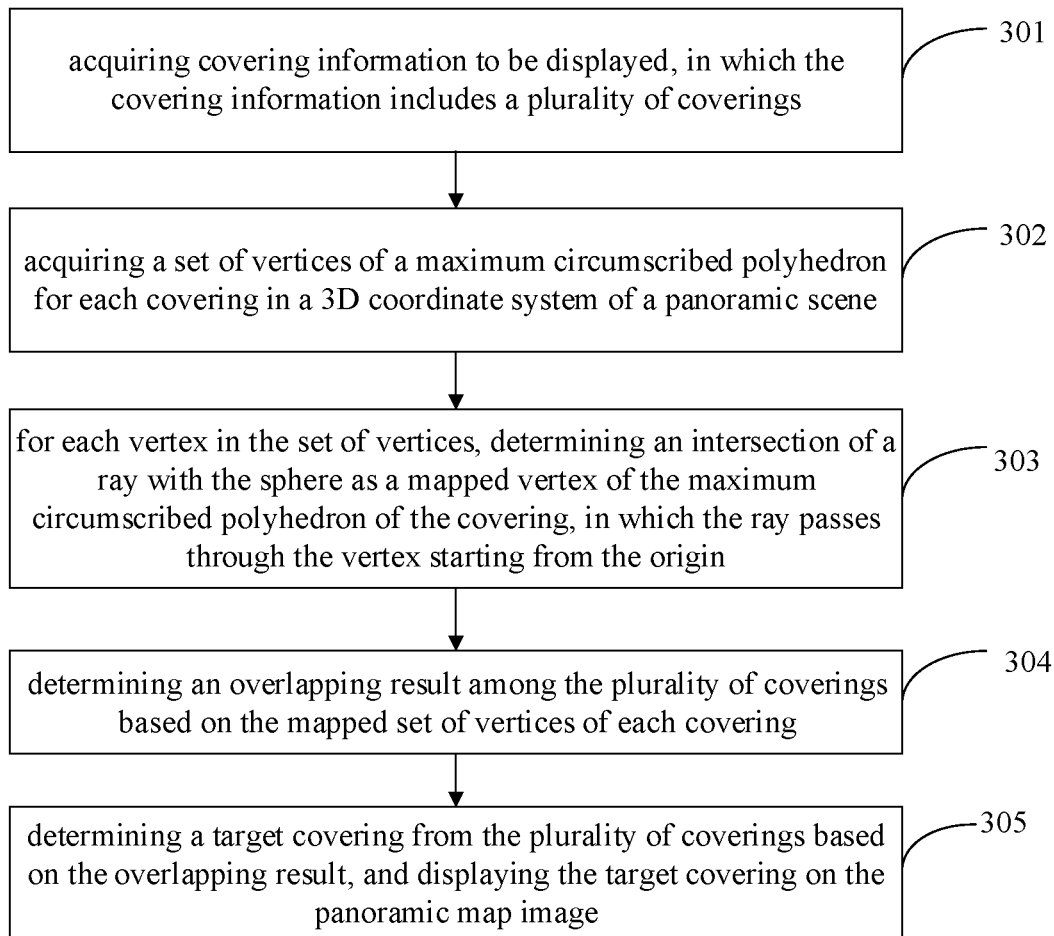 acquiring covering information to be displayed, in which the
covering information includes a plurality of coverings
301
acquiring a set of vertices of a maximum circumscribed polyhedron
for each covering in a 3D coordinate system of a panoramic scene
302
for each vertex in the set of vertices, determining an intersection of a
ray with the sphere as a mapped vertex of the maximum
circumscribed polyhedron of the covering, in which the ray passes
through the vertex starting from the origin
303
determining an overlapping result among the plurality of coverings
based on the mapped set of vertices of each covering
304
determining a target covering from the plurality of coverings based
on the overlapping result, and displaying the target covering on the
panoramic map image
305